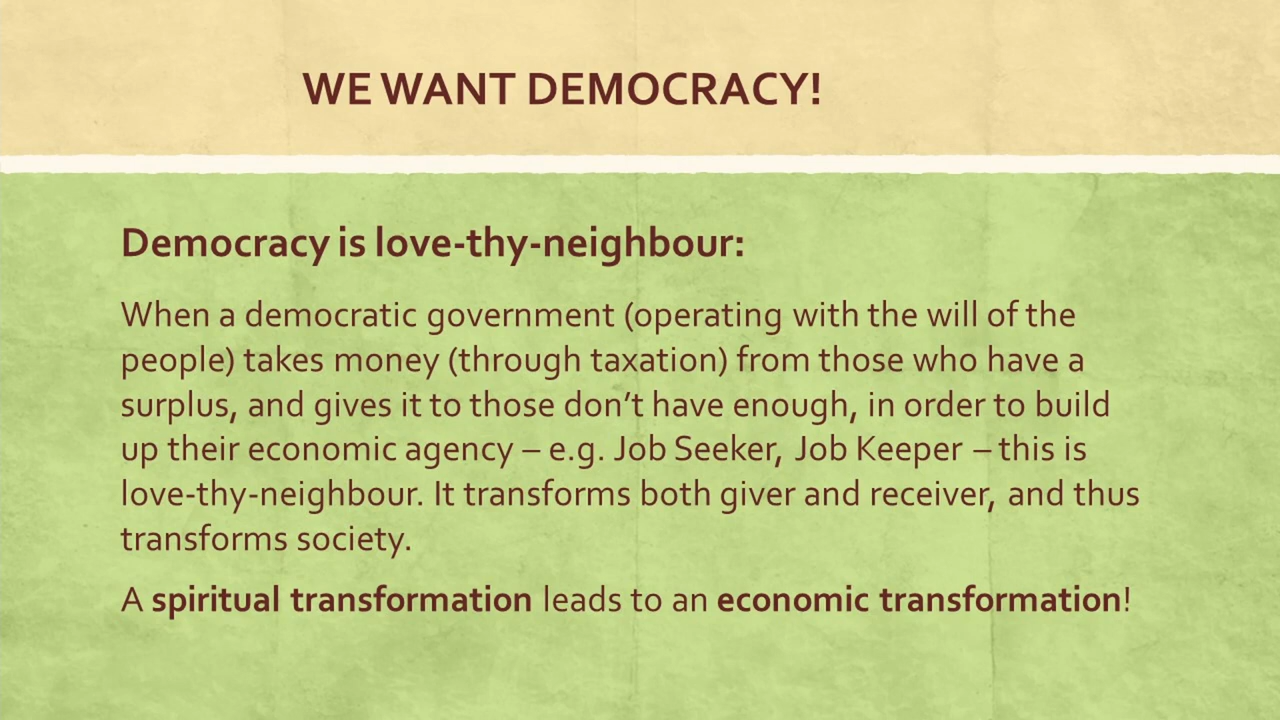 WE WANT DEMOCRACY!
Democracy is love-thy-neighbour:
When a democratic government (operating with the will of the
people) takes money (through taxation) from those who have a
surplus, and gives it to those don’t have enough, in order to build
up their economic agency – e.g. Job Seeker, Job Keeper – this is
love-thy-neighbour. It transforms both giver and receiver, and thus
transforms society.
A spiritual transformation leads to an economic transformation!